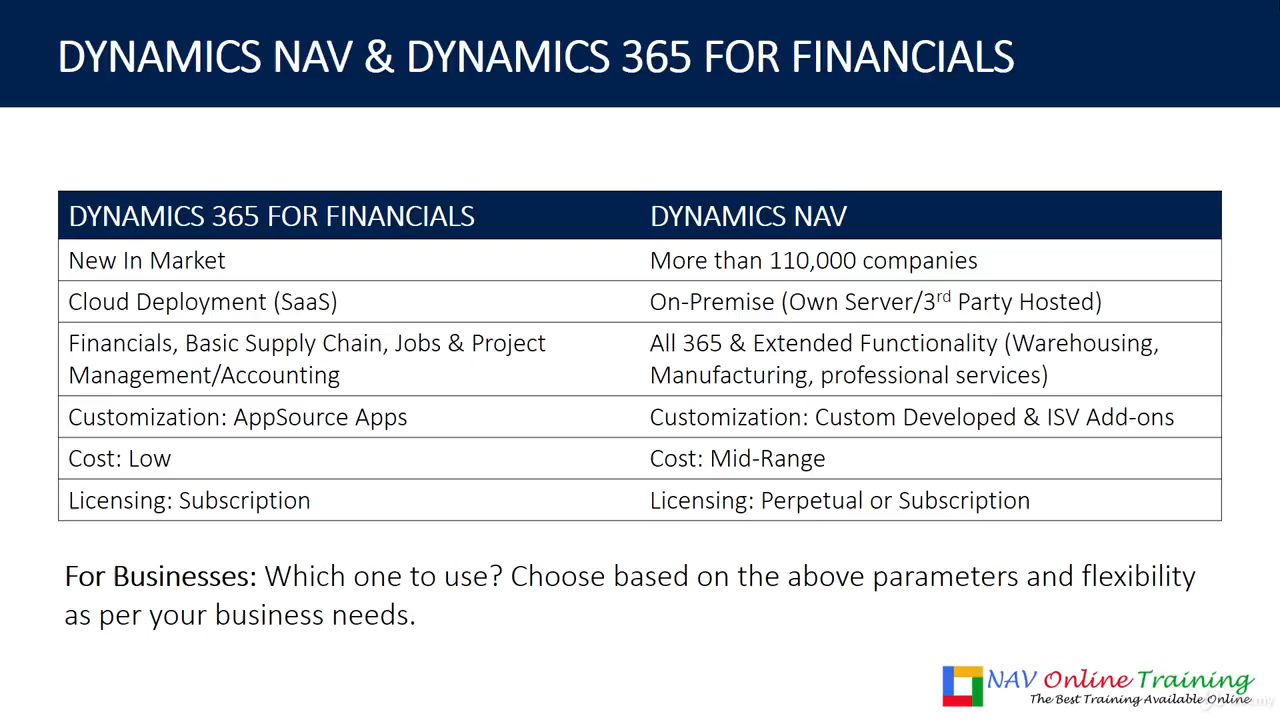 DYNAMICS NAV & DYNAMICS 365 FOR FINANCIALS
DYNAMICS 365 FOR FINANCIALS
DYNAMICS NAV
New In Market
More than 110,000 companies
Cloud Deployment (SaaS)
On-Premise (Own Server/3rd Party Hosted)
Financials, Basic Supply Chain, Jobs & Project
Management/Accounting
All 365 & Extended Functionality (Warehousing,
Manufacturing, professional services)
Customization: AppSource Apps
Customization: Custom Developed & ISV Add-ons
Cost: Low
Cost: Mid-Range
Licensing: Subscription
Licensing: Perpetual or Subscription
For Businesses: Which one to use? Choose based on the above parameters and flexibility
as per your business needs.
NAV Online Training
The Best Training Available Online